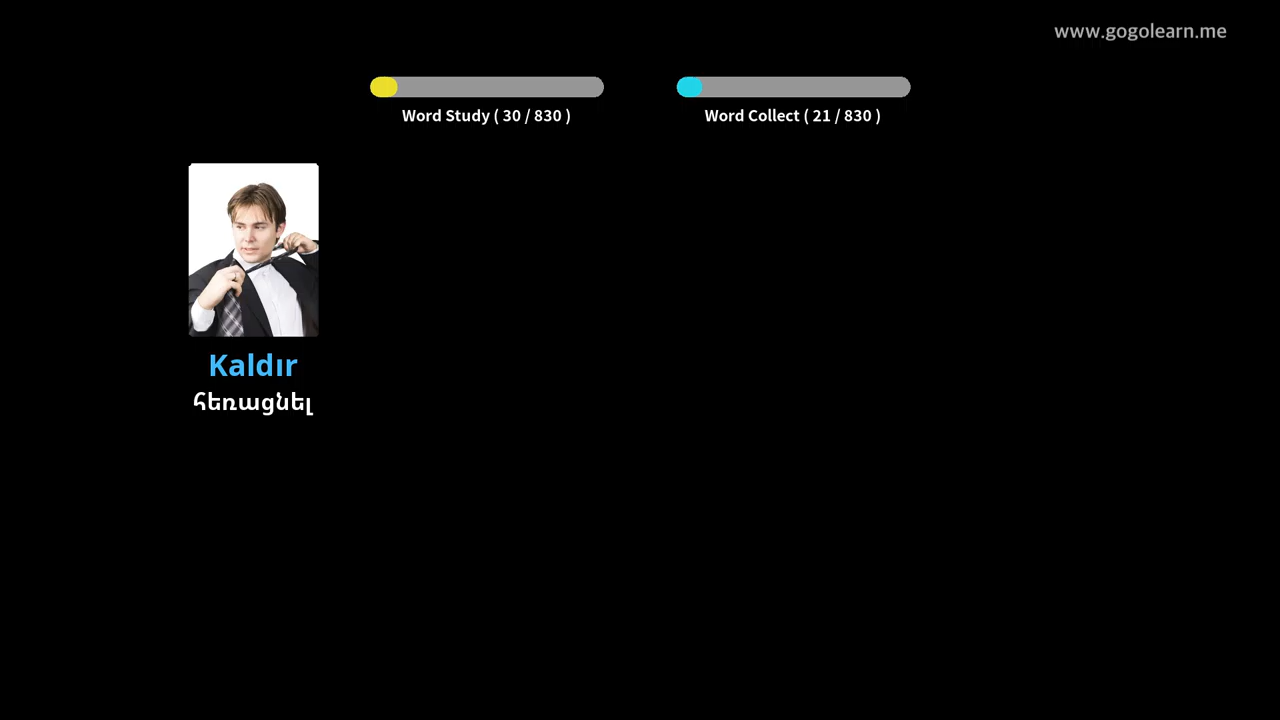 www.gogolearn.me
Word Study ( 30 / 830 )
Word Collect ( 21 / 830 )
Kaldır
հեռացնել